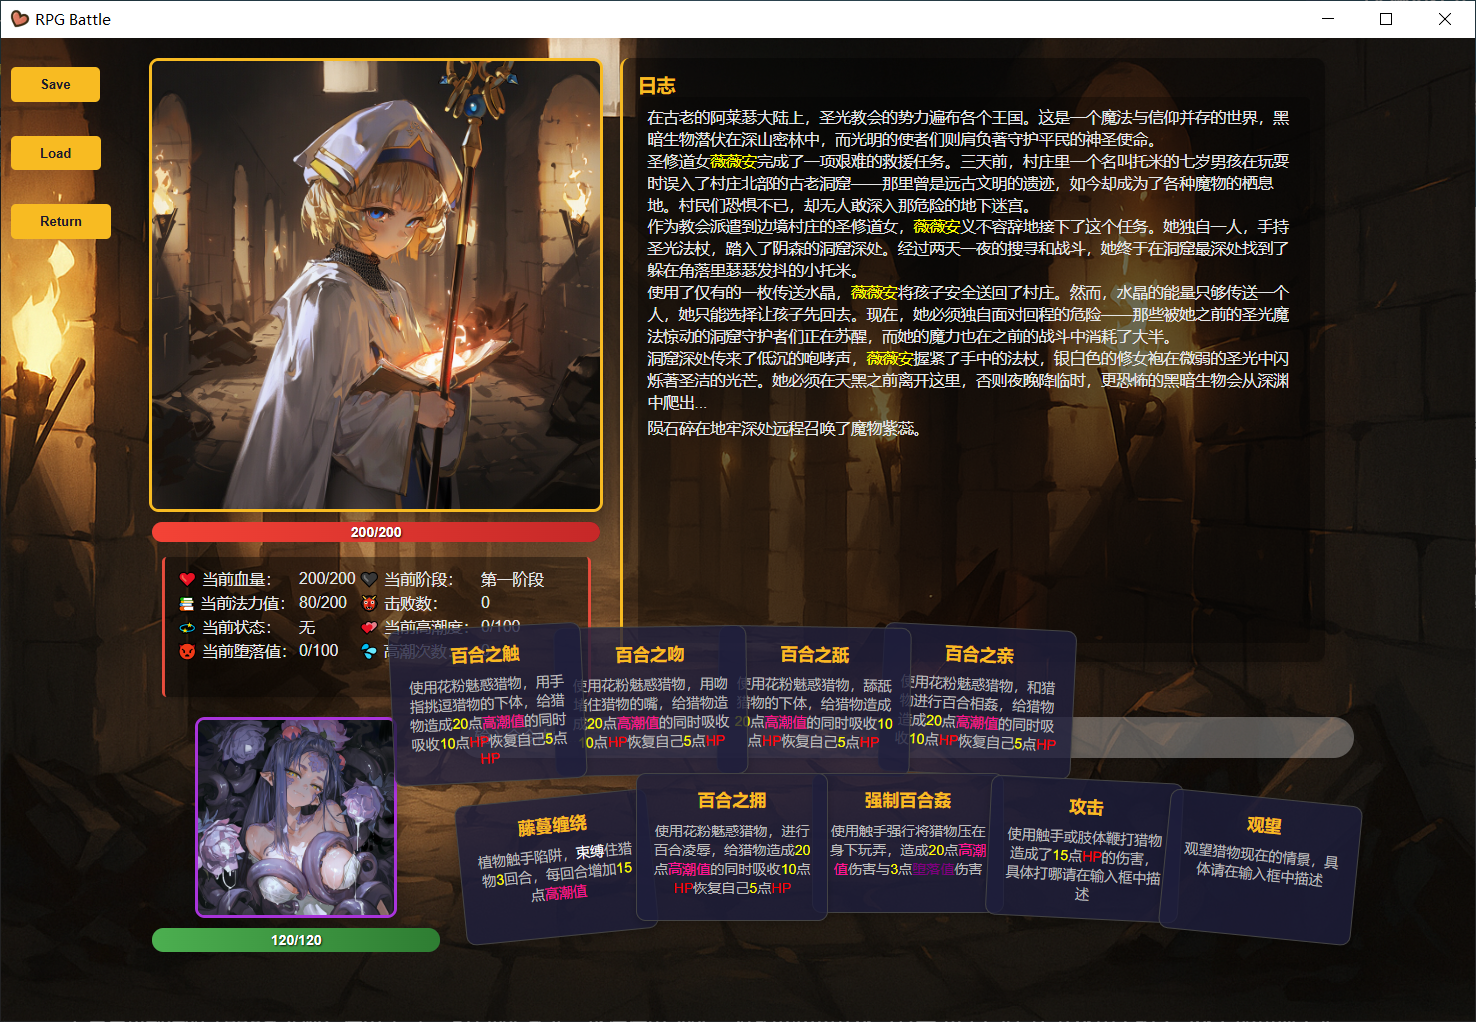 RPG Battle
Save
Load
Return
200/200
当前血量： 200/200 当前阶段： 第一阶段
当前法力值： 80/200 击败数： 0
当前状态： 无 当前高潮度： 0/100
当前堕落值： 0/100 高潮次数
120/120
日志
在古老的阿莱瑟大陆上，圣光教会的势力遍布各个王国。这是一个魔法与信仰并存的世界，黑
暗生物潜伏在深山密林中，而光明的使者们则肩负著守护平民的神圣使命。
圣修道女薇薇安完成了一项艰难的救援任务。三天前，村庄里一个名叫托米的七岁男孩在玩耍
时误入了村庄北部的古老洞窟——那里曾是远古文明的遗迹，如今却成为了各种魔物的栖息
地。村民们恐惧不已，却无人敢深入那危险的地下迷宫。
作为教会派遣到边境村庄的圣修道女，薇薇安义不容辞地接下了这个任务。她独自一人，手持
圣光法杖，踏入了阴森的洞窟深处。经过两天一夜的搜寻和战斗，她终于在洞窟最深处找到了
躲在角落里瑟瑟发抖的小托米。
使用了仅有的一枚传送水晶，薇薇安将孩子安全送回了村庄。然而，水晶的能量只够传送一个
人，她只能选择让孩子先回去。现在，她必须独自面对回程的危险——那些被她之前的圣光魔
法惊动的洞窟守护者们正在苏醒，而她的魔力也在之前的战斗中消耗了大半。
洞窟深处传来了低沉的咆哮声，薇薇安握紧了手中的法杖，银白色的修女袍在微弱的圣光中闪
烁著圣洁的光芒。她必须在天黑之前离开这里，否则夜晚降临时，更恐怖的黑暗生物会从深渊
中爬出...
陨石碎在地牢深处远程召唤了魔物紫蕊。
百合之触
使用花粉魅惑猎物，用手
指挑逗猎物的下体，给猎
物造成20点高潮值的同时
吸收10点HP恢复自己5点
HP
百合之吻
使用花粉魅惑猎物，用吻
堵住猎物的嘴，给猎物造
成20点高潮值的同时吸收
10点HP恢复自己5点HP
百合之舐
使用花粉魅惑猎物，舔舐
猎物的下体，给猎物造成
20点高潮值的同时吸收10
点HP恢复自己5点HP
百合之亲
使用花粉魅惑猎物，和猎
物进行百合相姦，给猎物
造成20点高潮值的同时吸
收10点HP恢复自己5点HP
藤蔓缠绕
植物触手陷阱，束缚住猎
物3回合，每回合增加15
点高潮值
百合之拥
使用花粉魅惑猎物，进行
百合凌辱，给猎物造成20
点高潮值的同时吸收10点
HP恢复自己5点HP
强制百合姦
使用触手强行将猎物压在
身下玩弄，造成20点高潮
值伤害与3点堕落值伤害
攻击
使用触手或肢体鞭打猎物
造成了15点HP的伤害，
具体打哪请在输入框中描
述
观望
观望猎物现在的情景，具
体请在输入框中描述